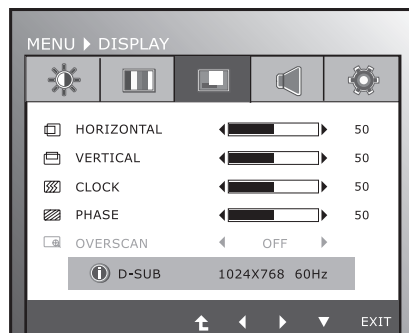 MENU ▶ DISPLAY
HORIZONTAL 50
VERTICAL 50
CLOCK 50
PHASE 50
OVERSCAN OFF
D-SUB 1024X768 60Hz
EXIT